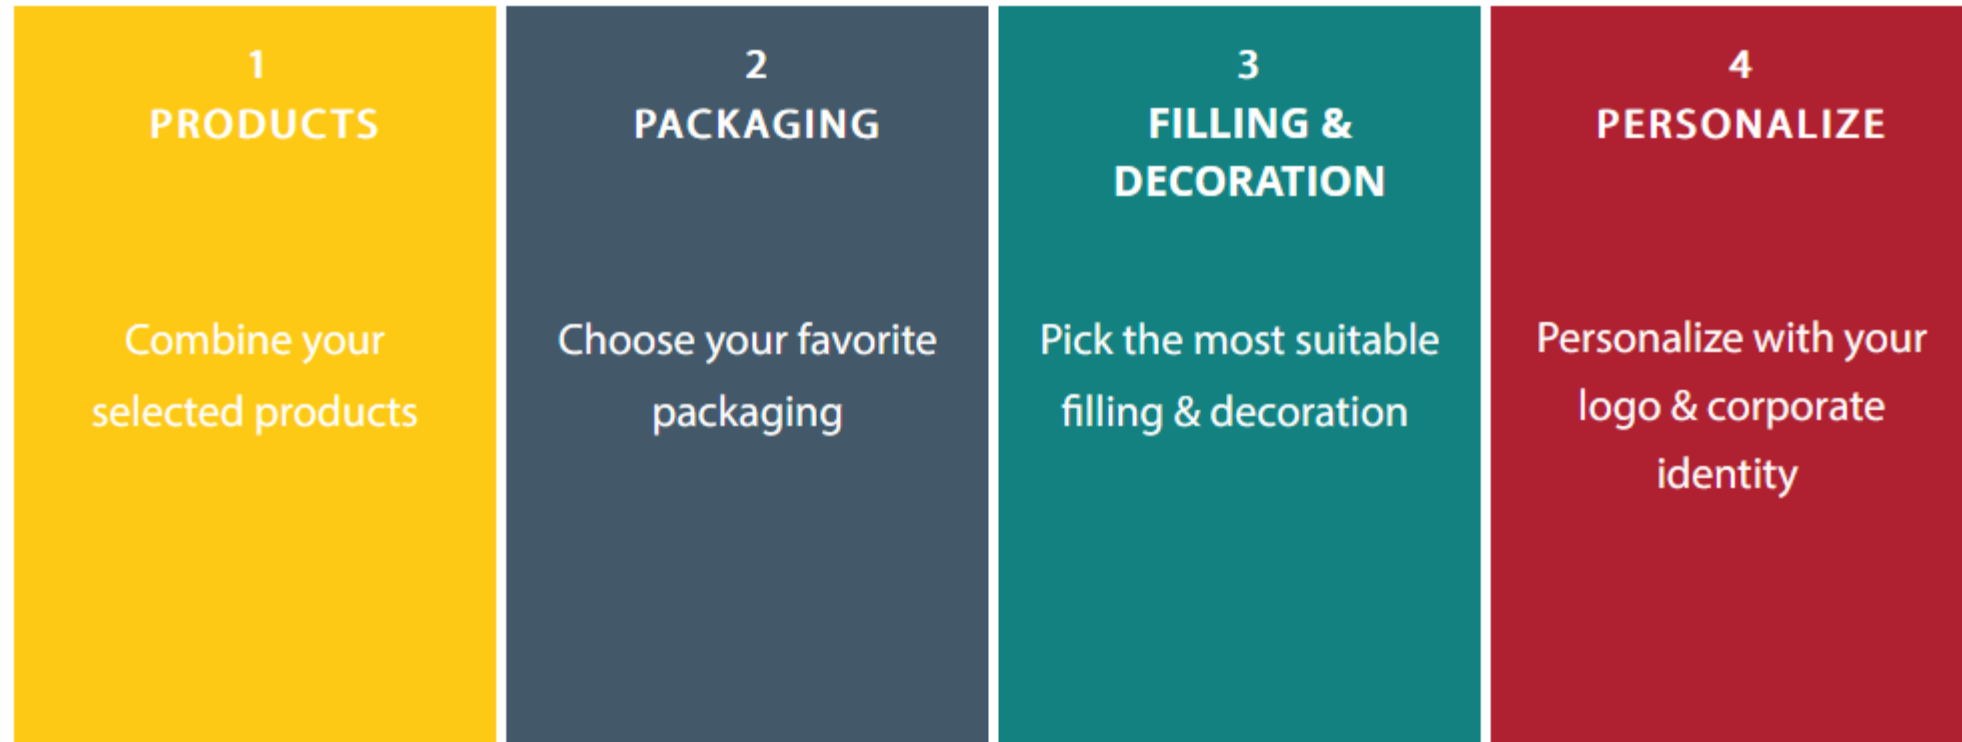 1
PRODUCTS
Combine your
selected products
2
PACKAGING
Choose your favorite
packaging
3
FILLING &
DECORATION
Pick the most suitable
filling & decoration
4
PERSONALIZE
Personalize with your
logo & corporate
identity